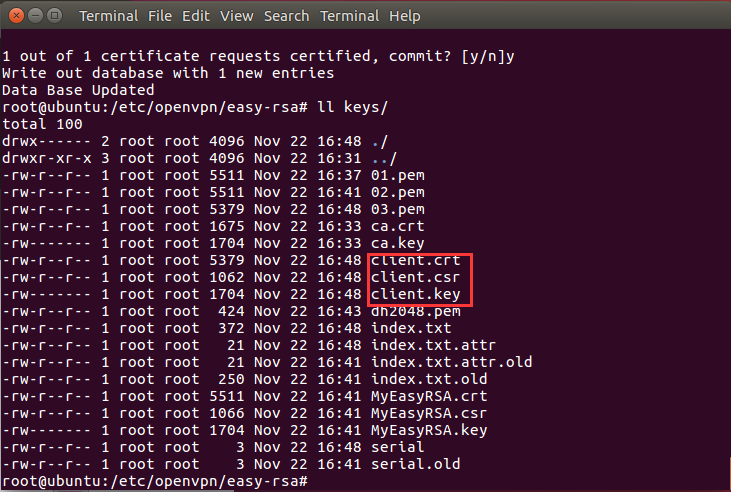 Terminal File Edit View Search Terminal Help
1 out of 1 certificate requests certified, commit? [y/n]y
Write out database with 1 new entries
Data Base Updated
root@ubuntu:/etc/openvpn/easy-rsa# ll keys/
total 100
drwx------ 2 root root 4096 Nov 22 16:48 ./
drwxr-xr-x 3 root root 4096 Nov 22 16:31 ../
-rw-r--r-- 1 root root 5511 Nov 22 16:37 01.pem
-rw-r--r-- 1 root root 5511 Nov 22 16:41 02.pem
-rw-r--r-- 1 root root 5379 Nov 22 16:48 03.pem
-rw-r--r-- 1 root root 1675 Nov 22 16:33 ca.crt
-rw------- 1 root root 1704 Nov 22 16:33 ca.key
-rw-r--r-- 1 root root 5379 Nov 22 16:48 client.crt
-rw-r--r-- 1 root root 1062 Nov 22 16:48 client.csr
-rw------- 1 root root 1704 Nov 22 16:48 client.key
-rw-r--r-- 1 root root  424 Nov 22 16:43 dh2048.pem
-rw-r--r-- 1 root root  372 Nov 22 16:48 index.txt
-rw-r--r-- 1 root root   21 Nov 22 16:48 index.txt.attr
-rw-r--r-- 1 root root   21 Nov 22 16:41 index.txt.attr.old
-rw-r--r-- 1 root root  250 Nov 22 16:41 index.txt.old
-rw-r--r-- 1 root root 5511 Nov 22 16:41 MyEasyRSA.crt
-rw-r--r-- 1 root root 1066 Nov 22 16:41 MyEasyRSA.csr
-rw------- 1 root root 1704 Nov 22 16:41 MyEasyRSA.key
-rw-r--r-- 1 root root    3 Nov 22 16:48 serial
-rw-r--r-- 1 root root    3 Nov 22 16:41 serial.old
root@ubuntu:/etc/openvpn/easy-rsa#